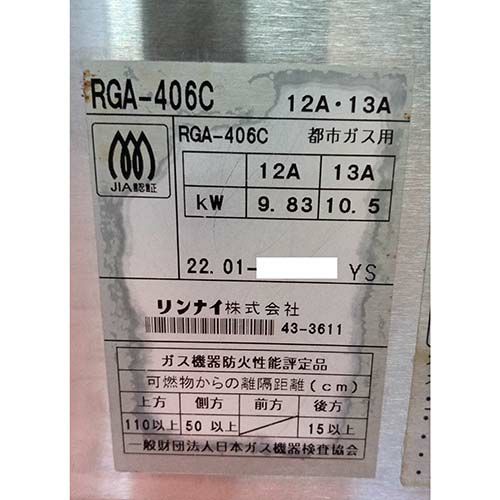 RGA-406C 12A・13A
RGA-406C 都市ガス用
12A 13A
kW 9.83 10.5
JIA認証
22.01- YS
リンナイ株式会社
43-3611
ガス機器防火性能評定品
可燃物からの離隔距離(cm)
上方 側方 前方 後方
110以上 50以上 15以上
一般財団法人日本ガス機器検査協会